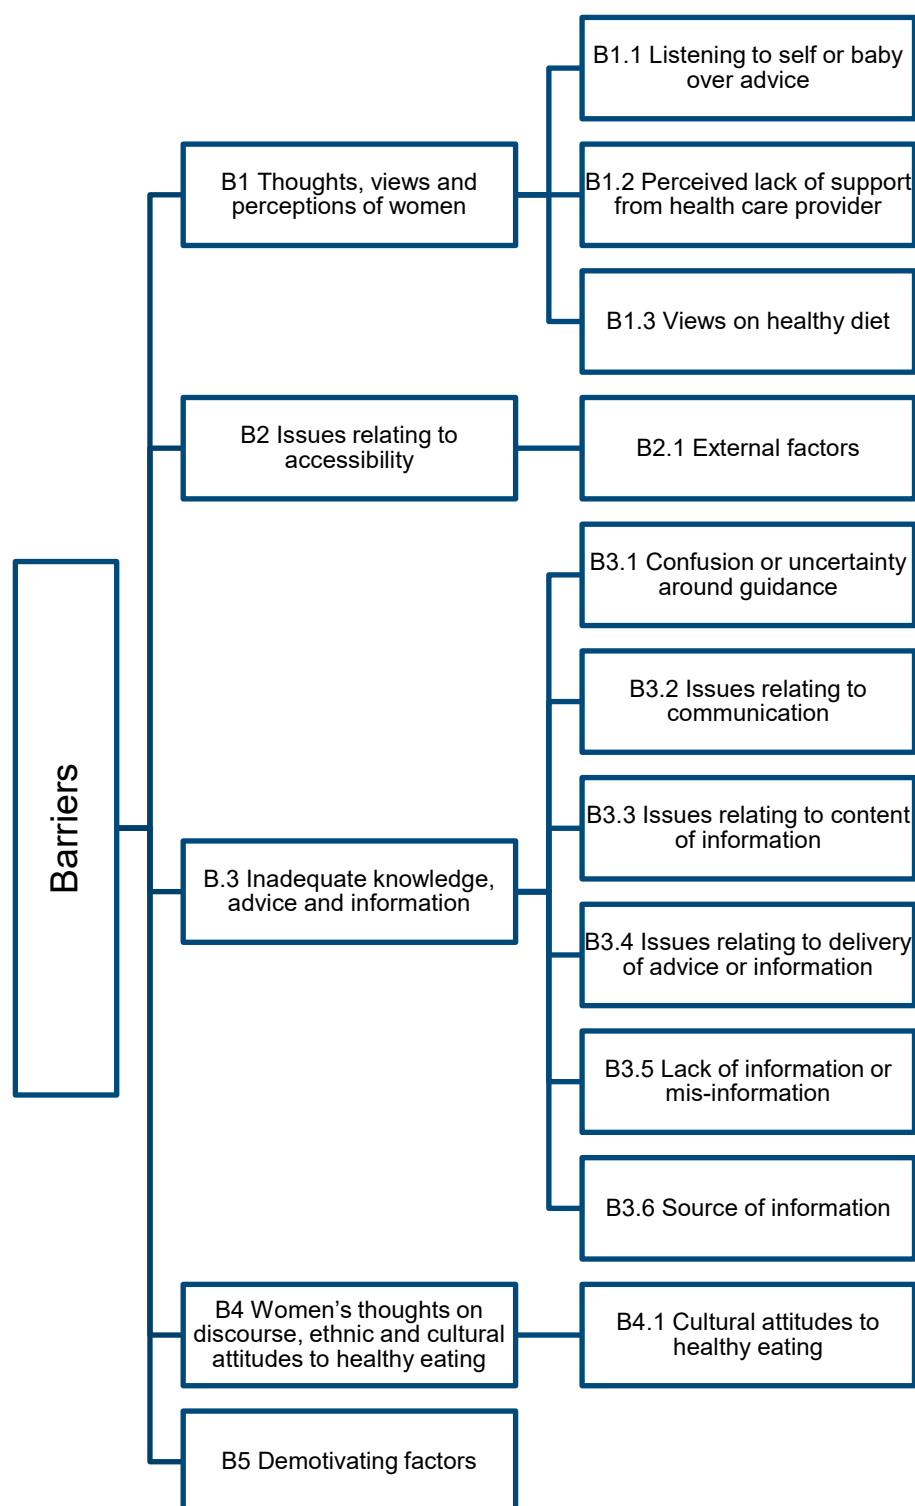 Barriers
B1 Thoughts, views and
perceptions of women
B1.1 Listening to self or baby
over advice
B1.2 Perceived lack of support
from health care provider
B1.3 Views on healthy diet
B2 Issues relating to
accessibility
B2.1 External factors
B.3 Inadequate knowledge,
advice and information
B3.1 Confusion or uncertainty
around guidance
B3.2 Issues relating to
communication
B3.3 Issues relating to content
of information
B3.4 Issues relating to delivery
of advice or information
B3.5 Lack of information or
mis-information
B3.6 Source of information
B4 Women’s thoughts on
discourse, ethnic and cultural
attitudes to healthy eating
B4.1 Cultural attitudes to
healthy eating
B5 Demotivating factors